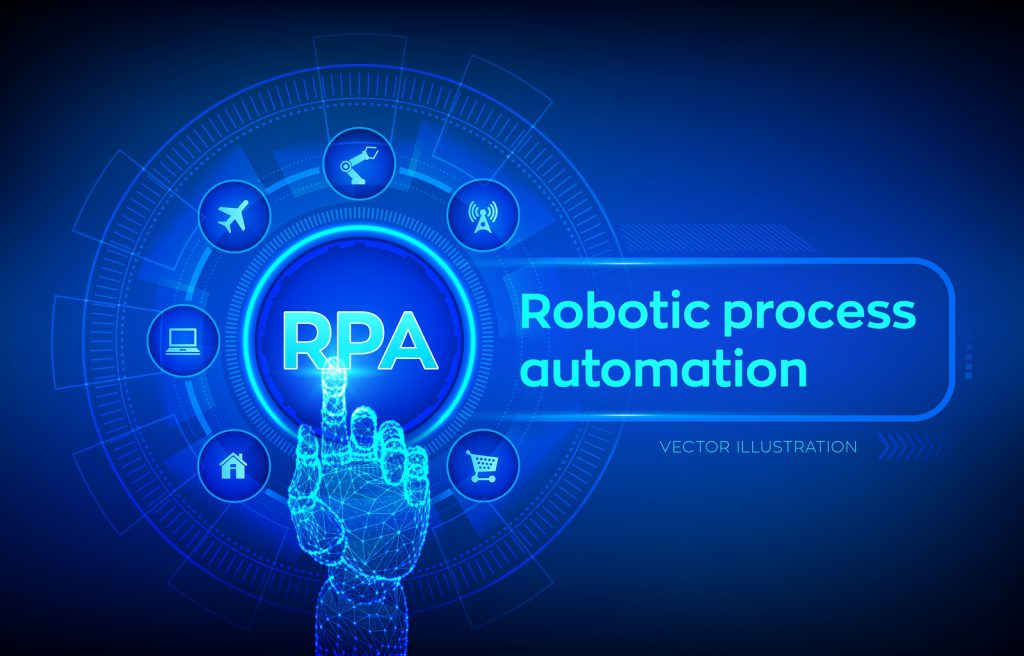 RPA
Robotic process
automation
VECTOR ILLUSTRATION